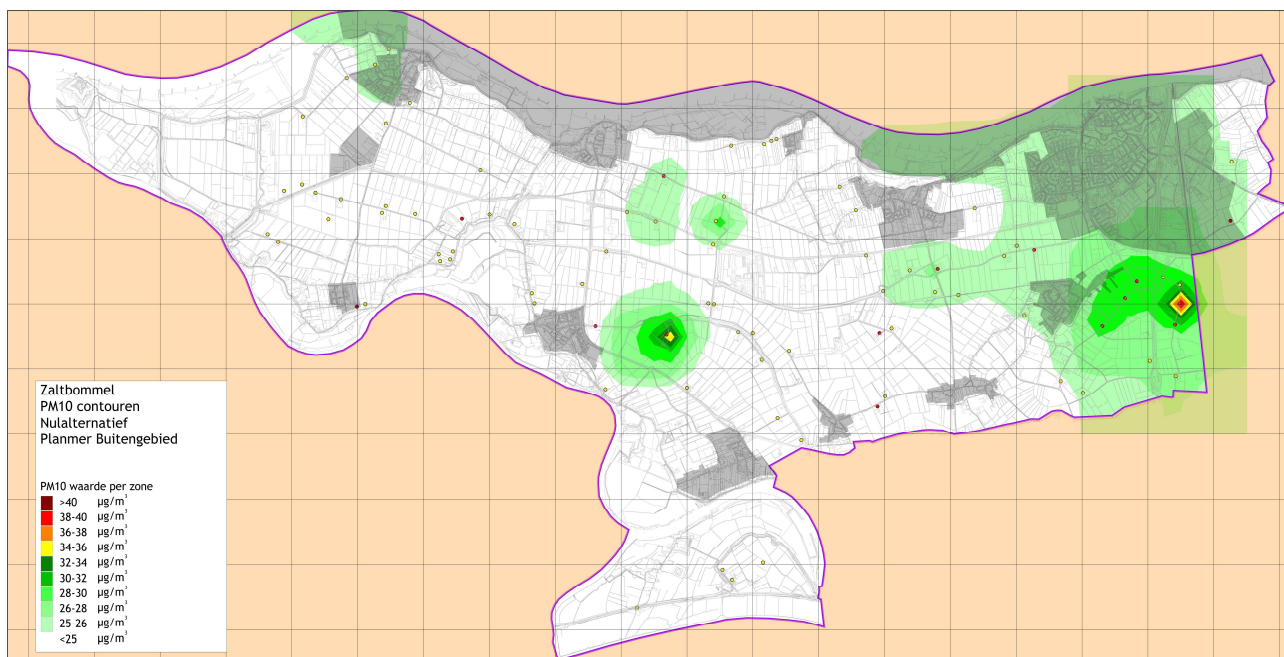 Zaltbommel
PM10 contouren
Nulalternatief
Planmer Buitengebied
PM10 waarde per zone
>40 µg/m³
38-40 µg/m³
36-38 µg/m³
34-36 µg/m³
32-34 µg/m³
30-32 µg/m³
28-30 µg/m³
26-28 µg/m³
25-26 µg/m³
<25 µg/m³